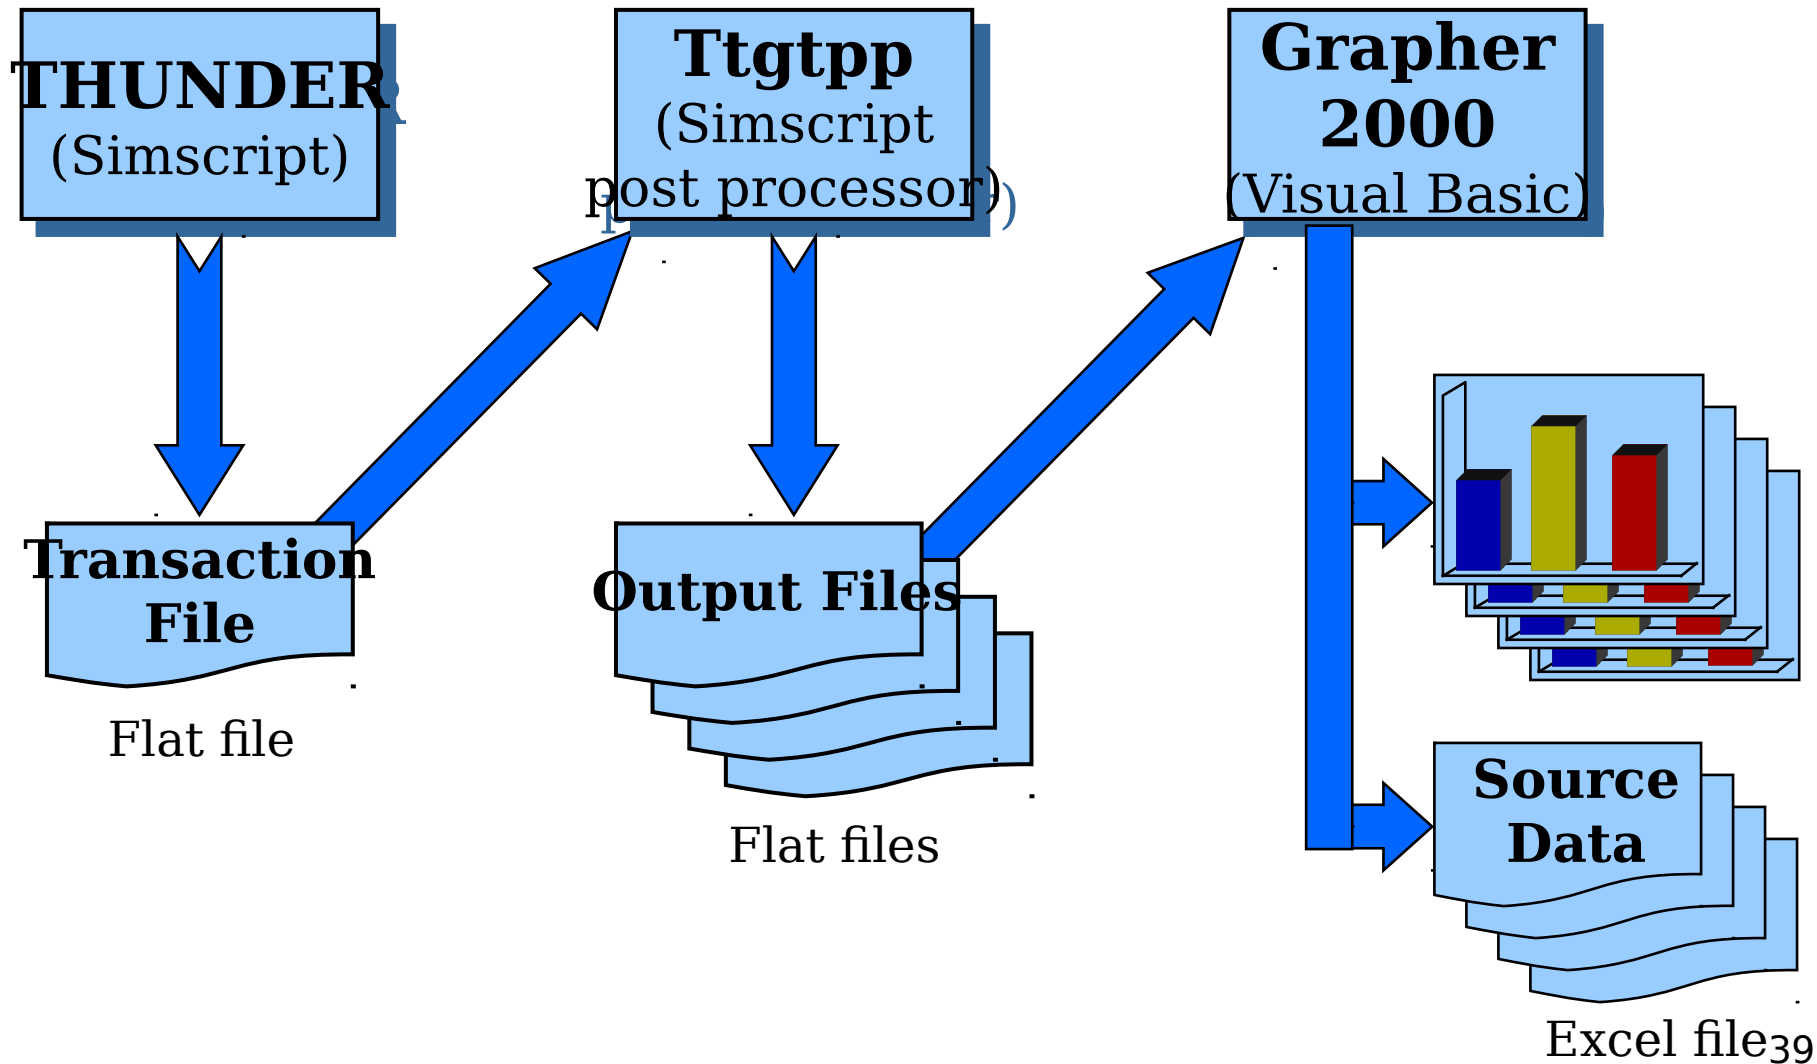 THUNDER
(Simscript)
Ttgtpp
(Simscript
post processor)
Grapher
2000
(Visual Basic)
Transaction
File
Flat file
Output Files
Flat files
Source
Data
Excel file
39